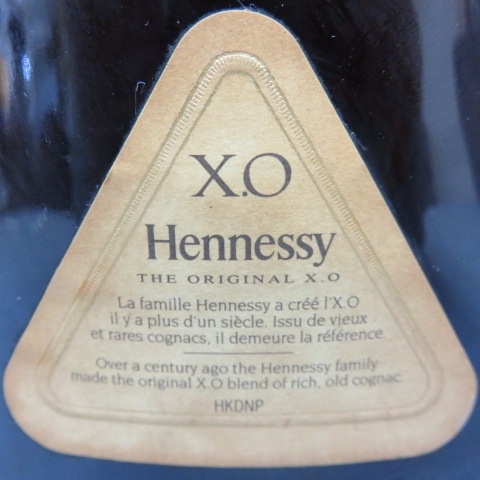 X.O
Hennessy
THE ORIGINAL X.O
La famille Hennessy a créé l'X.O
il y a plus d'un siècle. Issu de vieux
et rares cognacs, il demeure la référence.
Over a century ago the Hennessy family
made the original X.O blend of rich, old cognac.
HKDNP